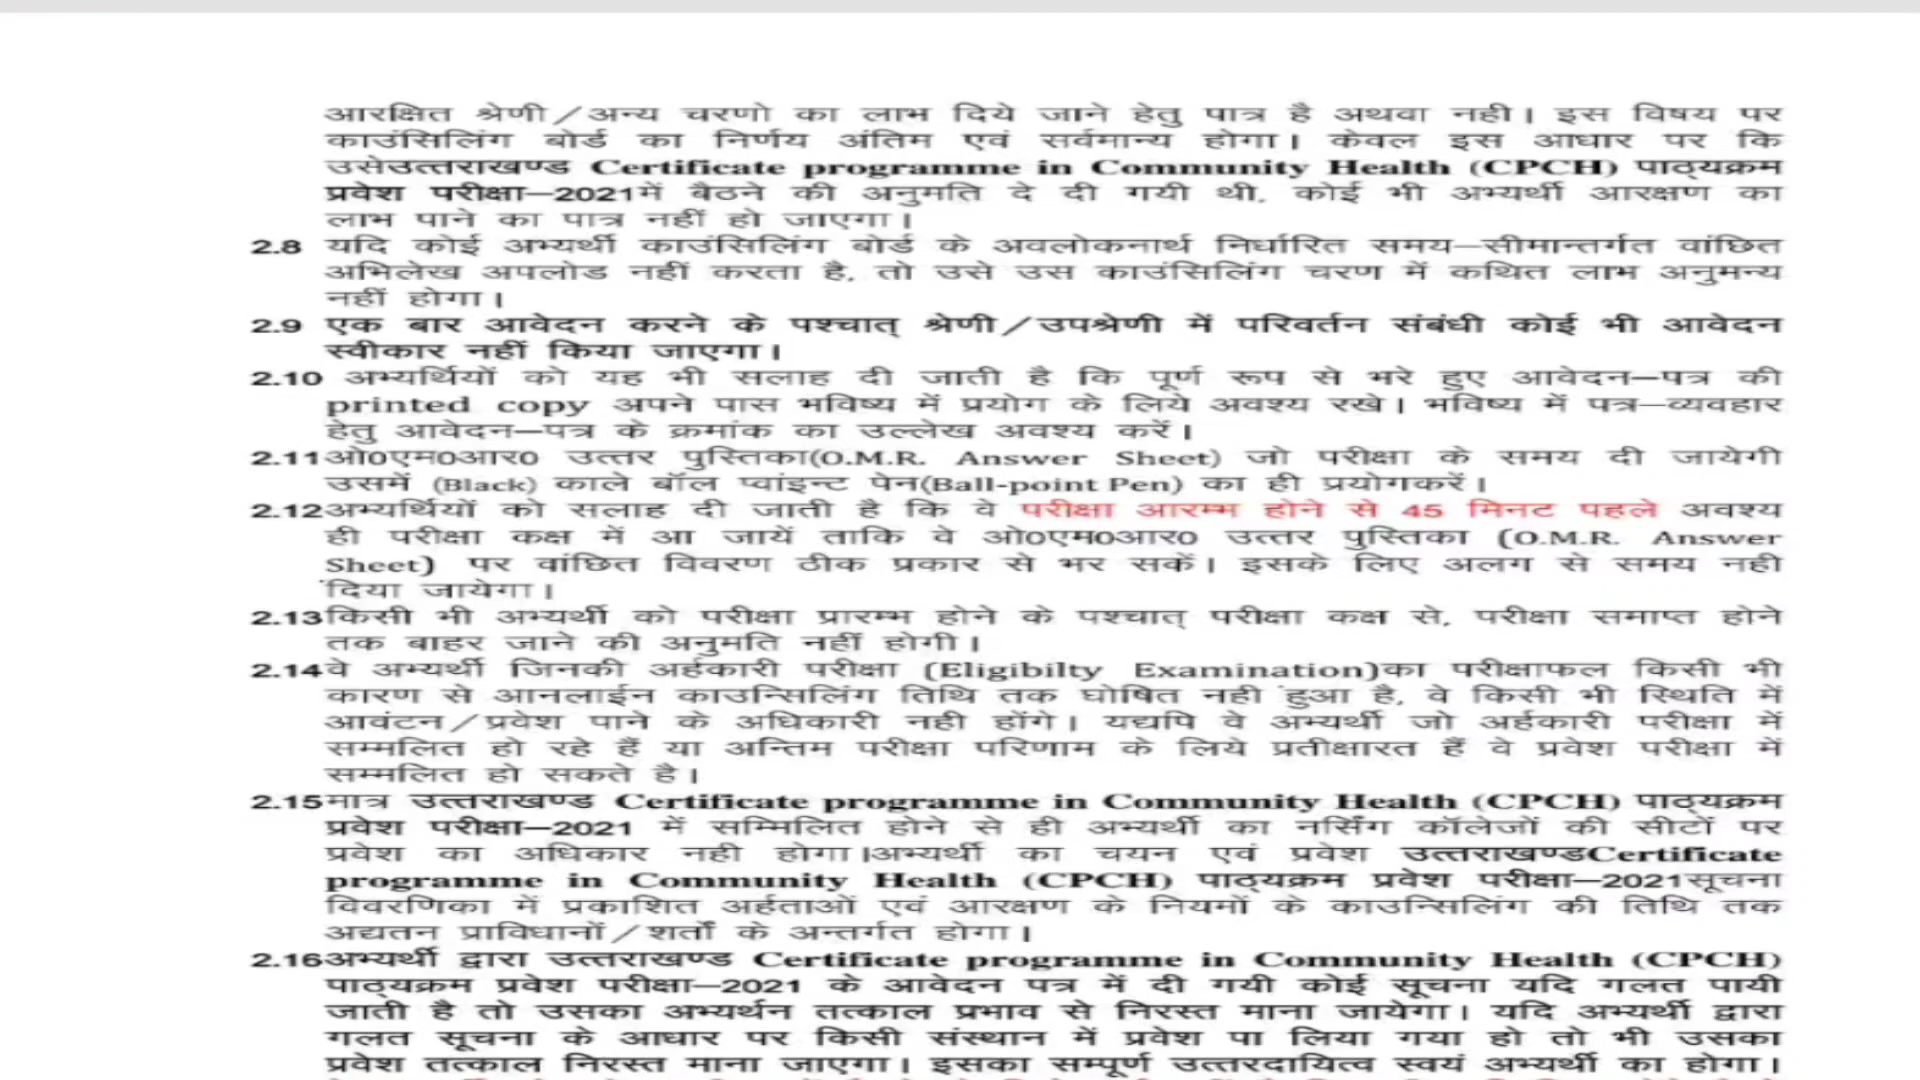 आरक्षित श्रेणी/अन्य चरणो का लाभ दिये जाने हेतु पात्र है अथवा नही। इस विषय पर
काउंसिलिंग बोर्ड का निर्णय अंतिम एवं सर्वमान्य होगा। केवल इस आधार पर कि
उसेउत्तराखण्ड Certificate programme in Community Health (CPCH) पाठ्यक्रम
प्रवेश परीक्षा–2021में बैठने की अनुमति दे दी गयी थी, कोई भी अभ्यर्थी आरक्षण का
लाभ पाने का पात्र नहीं हो जाएगा।
2.8 यदि कोई अभ्यर्थी काउंसिलिंग बोर्ड के अवलोकनार्थ निर्धारित समय–सीमान्तर्गत वांछित
अभिलेख अपलोड नहीं करता है, तो उसे उस काउंसिलिंग चरण में कथित लाभ अनुमन्य
नहीं होगा।
2.9 एक बार आवेदन करने के पश्चात् श्रेणी/उपश्रेणी में परिवर्तन संबंधी कोई भी आवेदन
स्वीकार नहीं किया जाएगा।
2.10 अभ्यर्थियों को यह भी सलाह दी जाती है कि पूर्ण रूप से भरे हुए आवेदन–पत्र की
printed copy अपने पास भविष्य में प्रयोग के लिये अवश्य रखे। भविष्य में पत्र–व्यवहार
हेतु आवेदन–पत्र के क्रमांक का उल्लेख अवश्य करें।
2.11ओ0एम0आर0 उत्तर पुस्तिका(O.M.R. Answer Sheet) जो परीक्षा के समय दी जायेगी
उसमें (Black) काले बॉल प्वांइन्ट पेन(Ball-point Pen) का ही प्रयोगकरें।
2.12अभ्यर्थियों को सलाह दी जाती है कि वे परीक्षा आरम्भ होने से 45 मिनट पहले अवश्य
ही परीक्षा कक्ष में आ जायें ताकि वे ओ0एम0आर0 उत्तर पुस्तिका (O.M.R. Answer
Sheet) पर वांछित विवरण ठीक प्रकार से भर सकें। इसके लिए अलग से समय नही
दिया जायेगा।
2.13किसी भी अभ्यर्थी को परीक्षा प्रारम्भ होने के पश्चात् परीक्षा कक्ष से, परीक्षा समाप्त होने
तक बाहर जाने की अनुमति नहीं होगी।
2.14वे अभ्यर्थी जिनकी अर्हकारी परीक्षा (Eligibilty Examination)का परीक्षाफल किसी भी
कारण से आनलाईन काउन्सिलिंग तिथि तक घोषित नही हुआ है, वे किसी भी स्थिति में
आवंटन/प्रवेश पाने के अधिकारी नही होंगे। यद्यपि वे अभ्यर्थी जो अर्हकारी परीक्षा में
सम्मलित हो रहे हैं या अन्तिम परीक्षा परिणाम के लिये प्रतीक्षारत हैं वे प्रवेश परीक्षा में
सम्मलित हो सकते है।
2.15मात्र उत्तराखण्ड Certificate programme in Community Health (CPCH) पाठ्यक्रम
प्रवेश परीक्षा–2021 में सम्मिलित होने से ही अभ्यर्थी का नर्सिंग कॉलेजों की सीटों पर
प्रवेश का अधिकार नही होगा।अभ्यर्थी का चयन एवं प्रवेश उत्तराखण्डCertificate
programme in Community Health (CPCH) पाठ्यक्रम प्रवेश परीक्षा–2021सूचना
विवरणिका में प्रकाशित अर्हताओं एवं आरक्षण के नियमों के काउन्सिलिंग की तिथि तक
अद्यतन प्राविधानों/शर्तों के अन्तर्गत होगा।
2.16अभ्यर्थी द्वारा उत्तराखण्ड Certificate programme in Community Health (CPCH)
पाठ्यक्रम प्रवेश परीक्षा–2021 के आवेदन पत्र में दी गयी कोई सूचना यदि गलत पायी
जाती है तो उसका अभ्यर्थन तत्काल प्रभाव से निरस्त माना जायेगा। यदि अभ्यर्थी द्वारा
गलत सूचना के आधार पर किसी संस्थान में प्रवेश पा लिया गया हो तो भी उसका
प्रवेश तत्काल निरस्त माना जाएगा। इसका सम्पूर्ण उत्तरदायित्व स्वयं अभ्यर्थी का होगा।